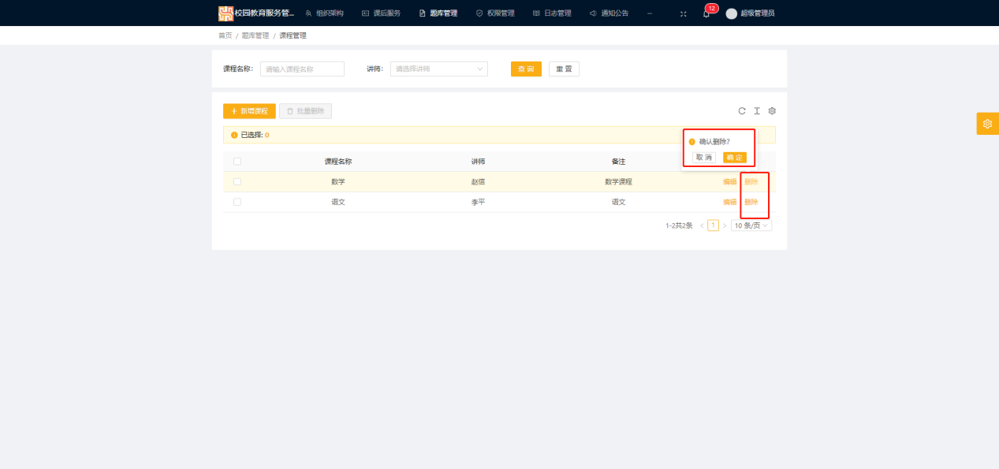 校园教育服务管... 组织架构 课后服务 题库管理 权限管理 日志管理 通知公告 12 超级管理员
首页 / 题库管理 / 课程管理
课程名称: 请输入课程名称 讲师: 请选择讲师 查 询 重 置
+ 新增课程 批量删除
已选择: 0
确认删除?
取 消 确 定
课程名称 讲师 备注
数学 赵信 数学课程 编辑 删除
语文 李平 语文 编辑 删除
1-2共2条 < 1 > 10 条/页